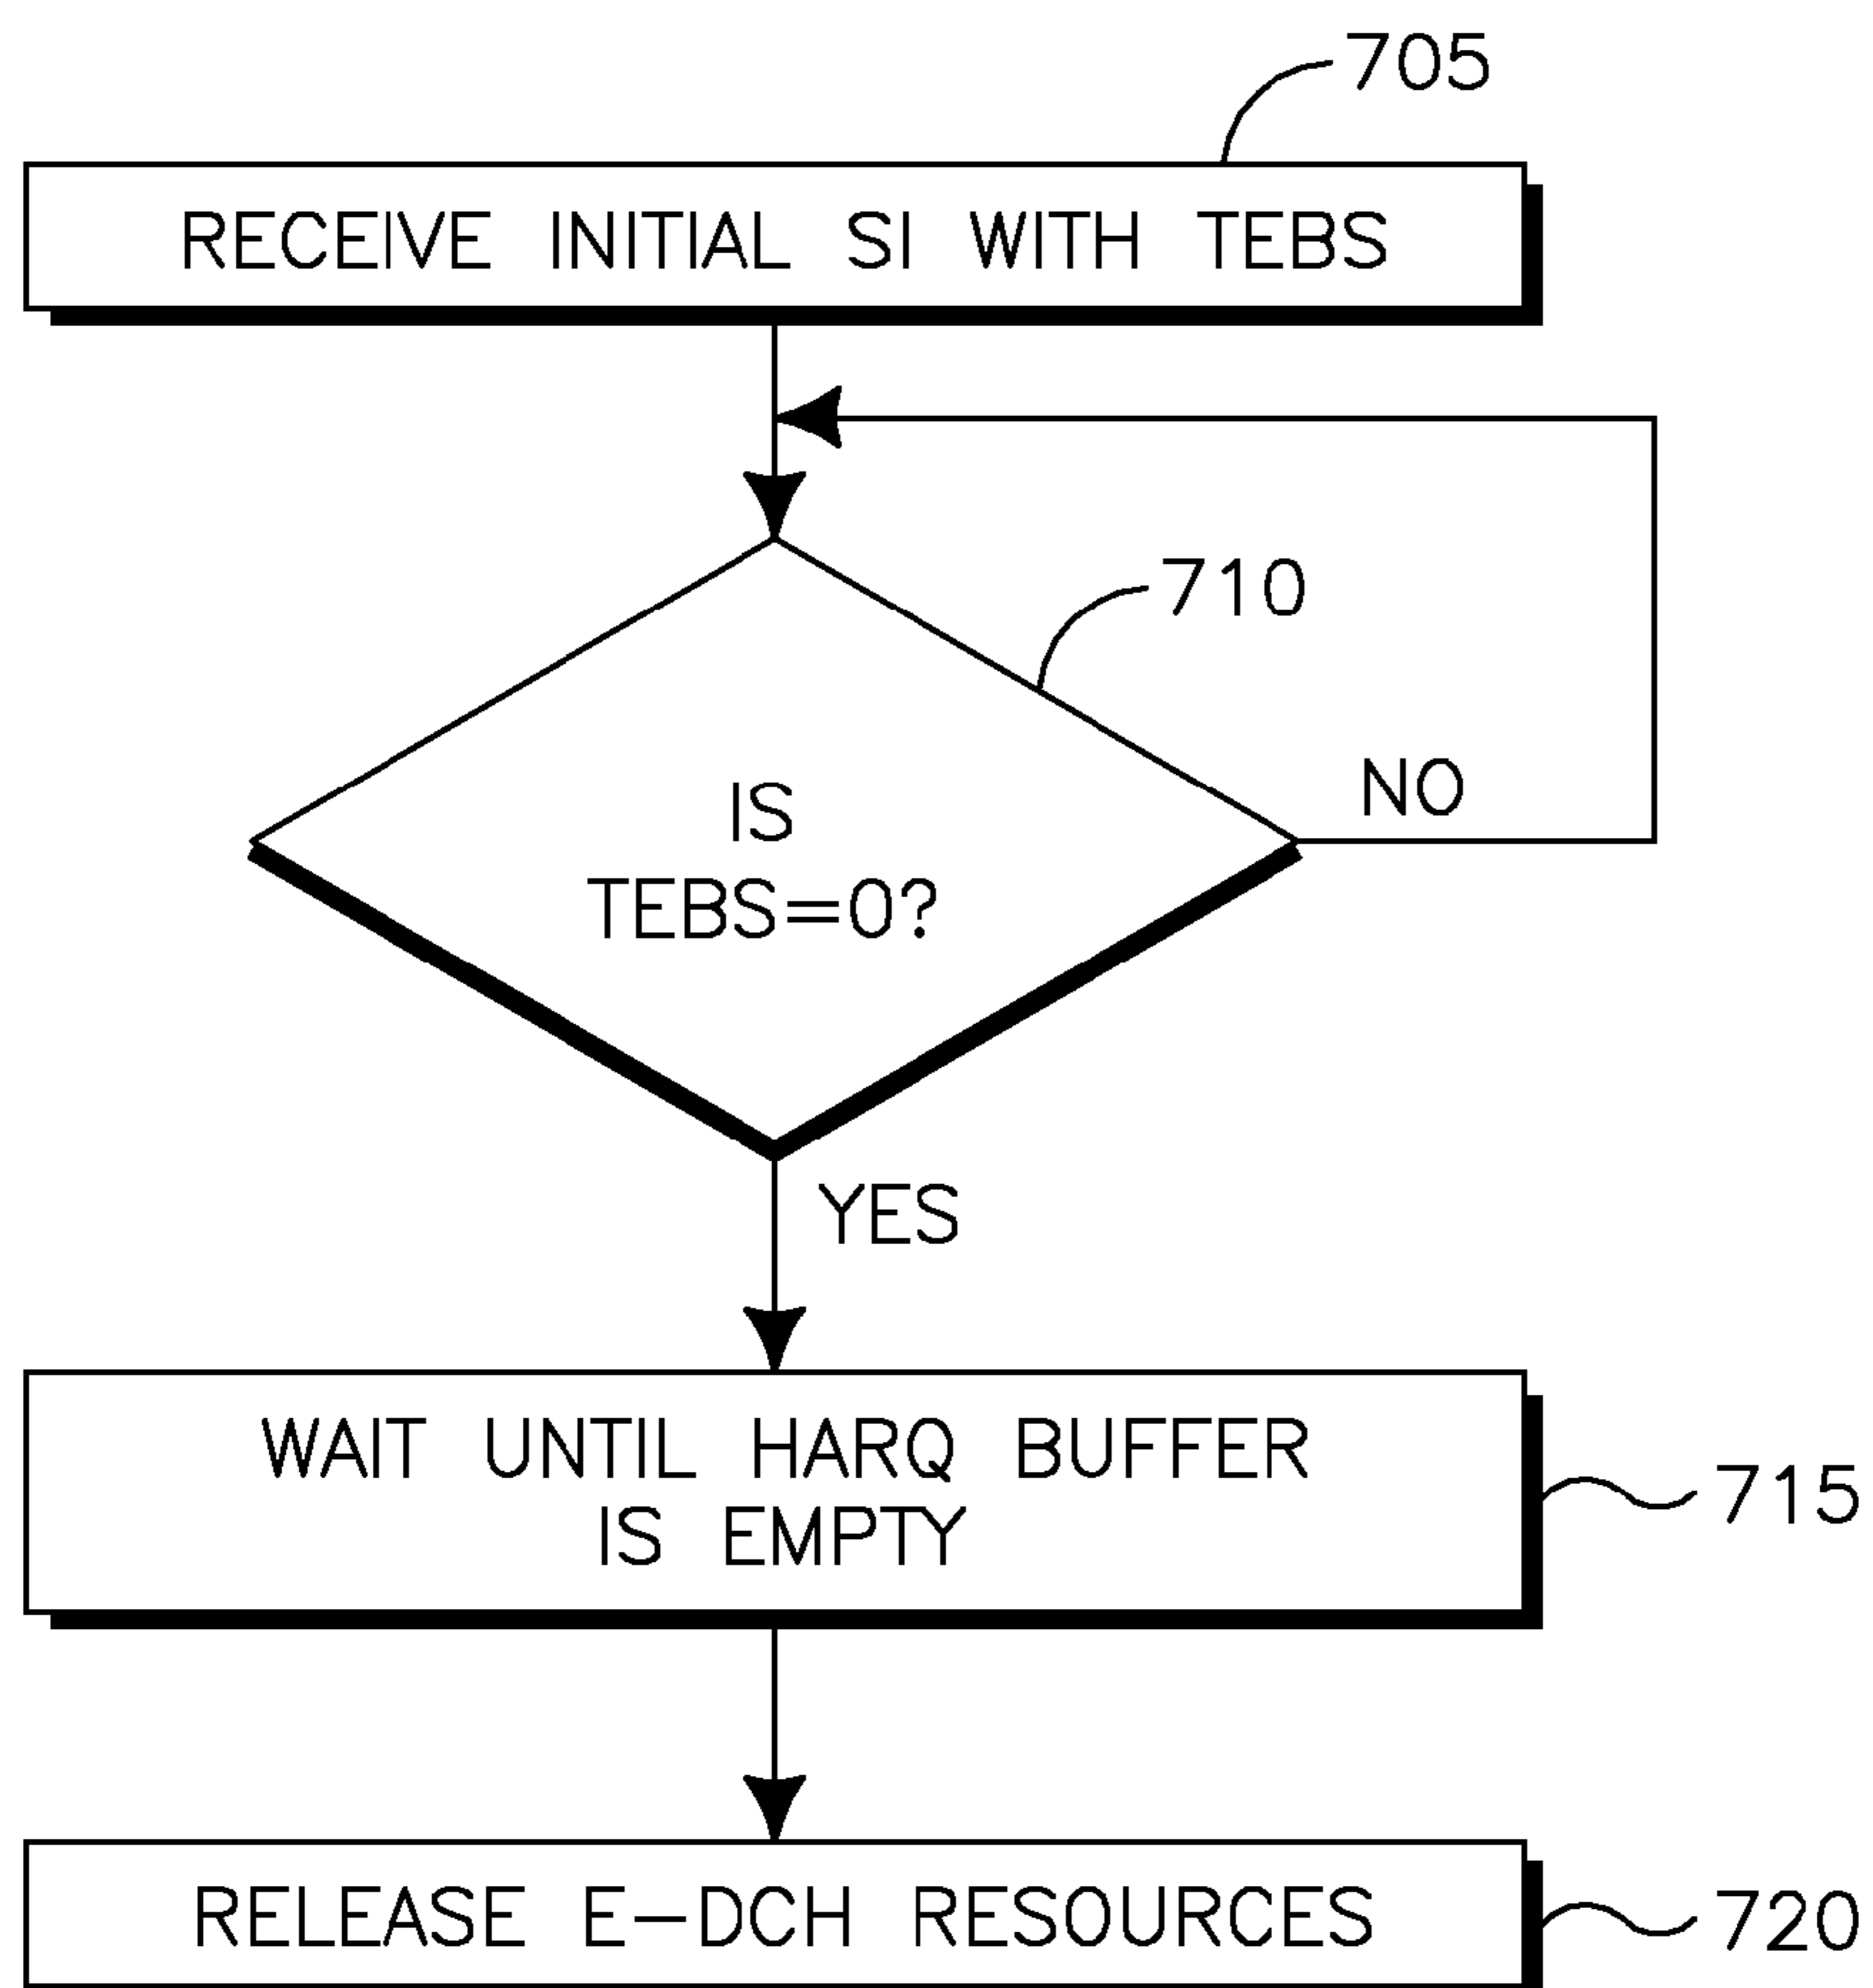 705
RECEIVE INITIAL SI WITH TEBS
710
NO
IS
TEBS=0?
YES
WAIT UNTIL HARQ BUFFER
IS EMPTY
715
RELEASE E-DCH RESOURCES
720